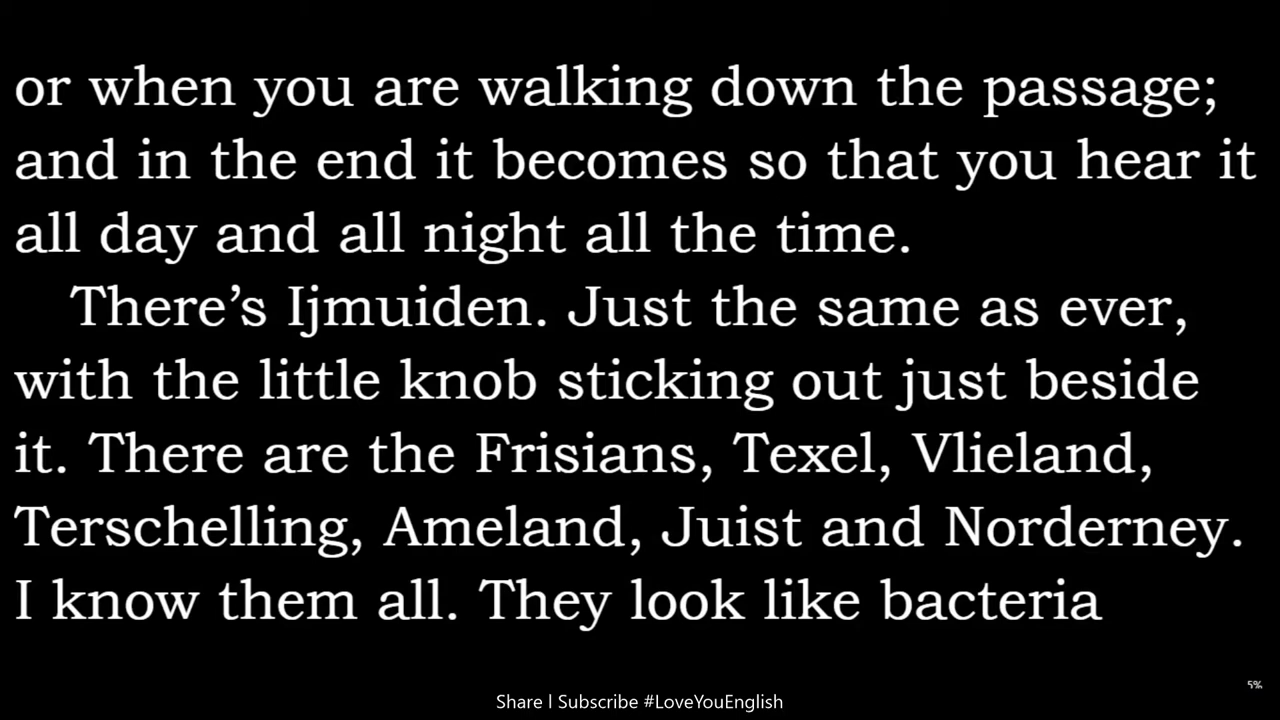 or when you are walking down the passage;
and in the end it becomes so that you hear it
all day and all night all the time.
There’s Ijmuiden. Just the same as ever,
with the little knob sticking out just beside
it. There are the Frisians, Texel, Vlieland,
Terschelling, Ameland, Juist and Norderney.
I know them all. They look like bacteria
5%
Share | Subscribe #LoveYouEnglish